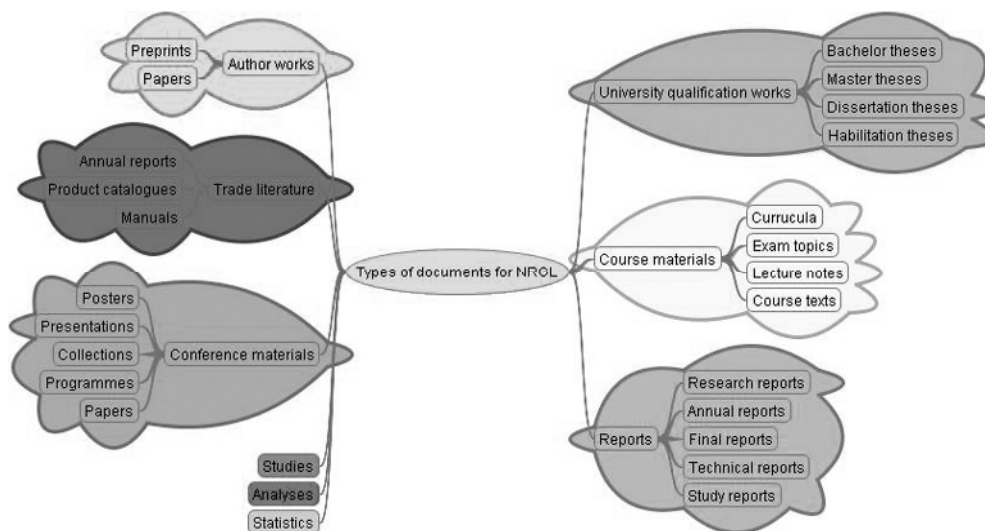 Preprints
Papers
Author works
Annual reports
Product catalogues
Manuals
Trade literature
Types of documents for NROL
Posters
Presentations
Collections
Programmes
Papers
Conference materials
Studies
Analyses
Statistics
University qualification works
Bachelor theses
Master theses
Dissertation theses
Habilitation theses
Course materials
Currucula
Exam topics
Lecture notes
Course texts
Reports
Research reports
Annual reports
Final reports
Technical reports
Study reports